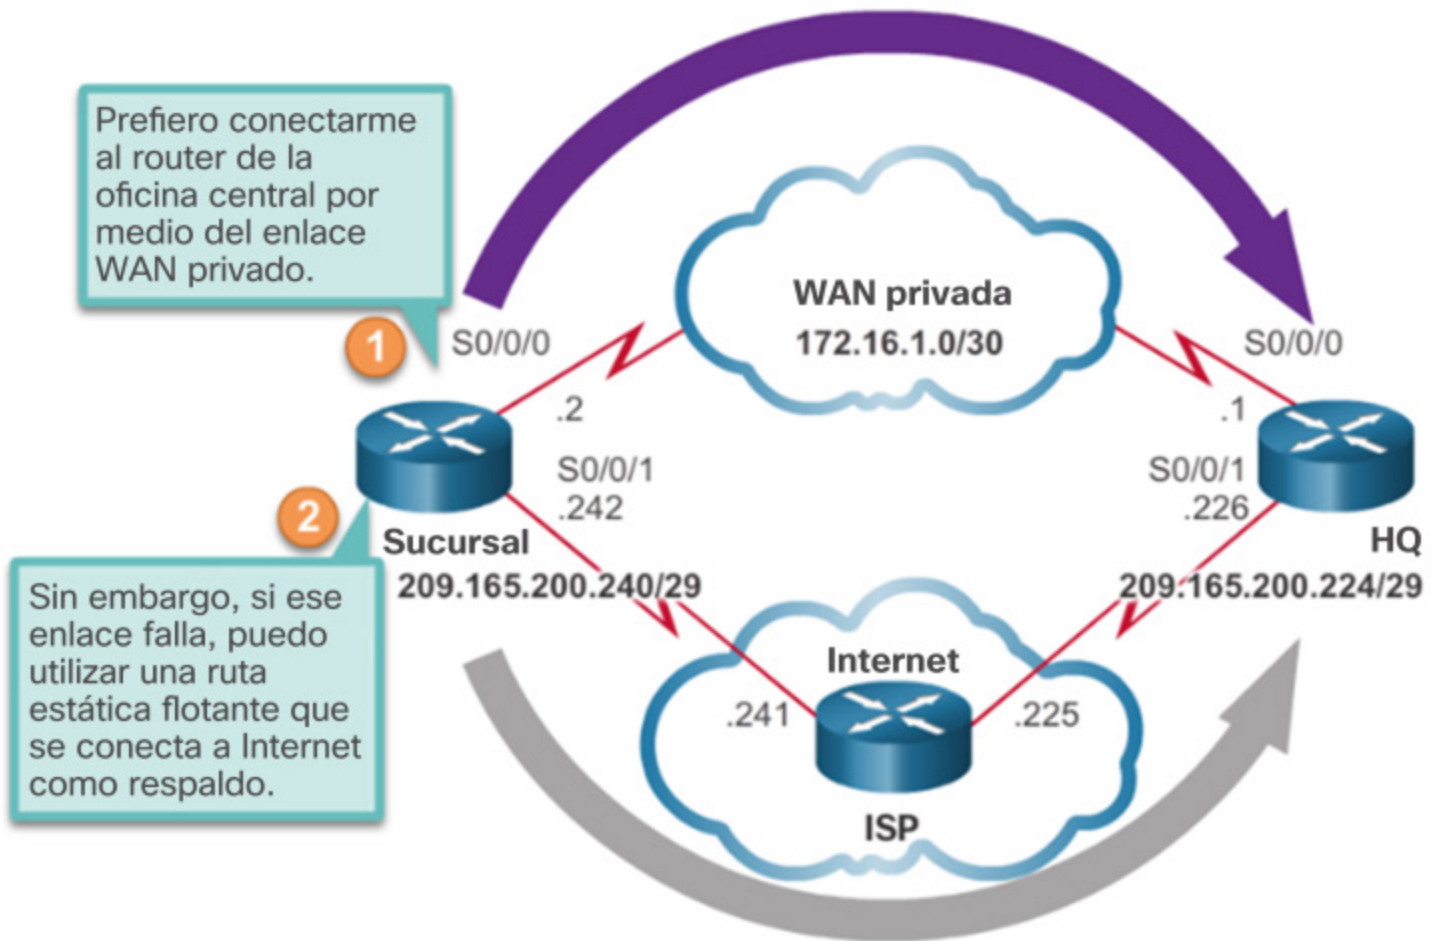 Prefiero conectarme
al router de la
oficina central por
medio del enlace
WAN privado.
1
S0/0/0
WAN privada
172.16.1.0/30
S0/0/0
.2
.1
S0/0/1
.242
S0/0/1
.226
2
Sucursal
HQ
209.165.200.240/29
209.165.200.224/29
Sin embargo, si ese
enlace falla, puedo
utilizar una ruta
estática flotante que
se conecta a Internet
como respaldo.
Internet
.241
.225
ISP